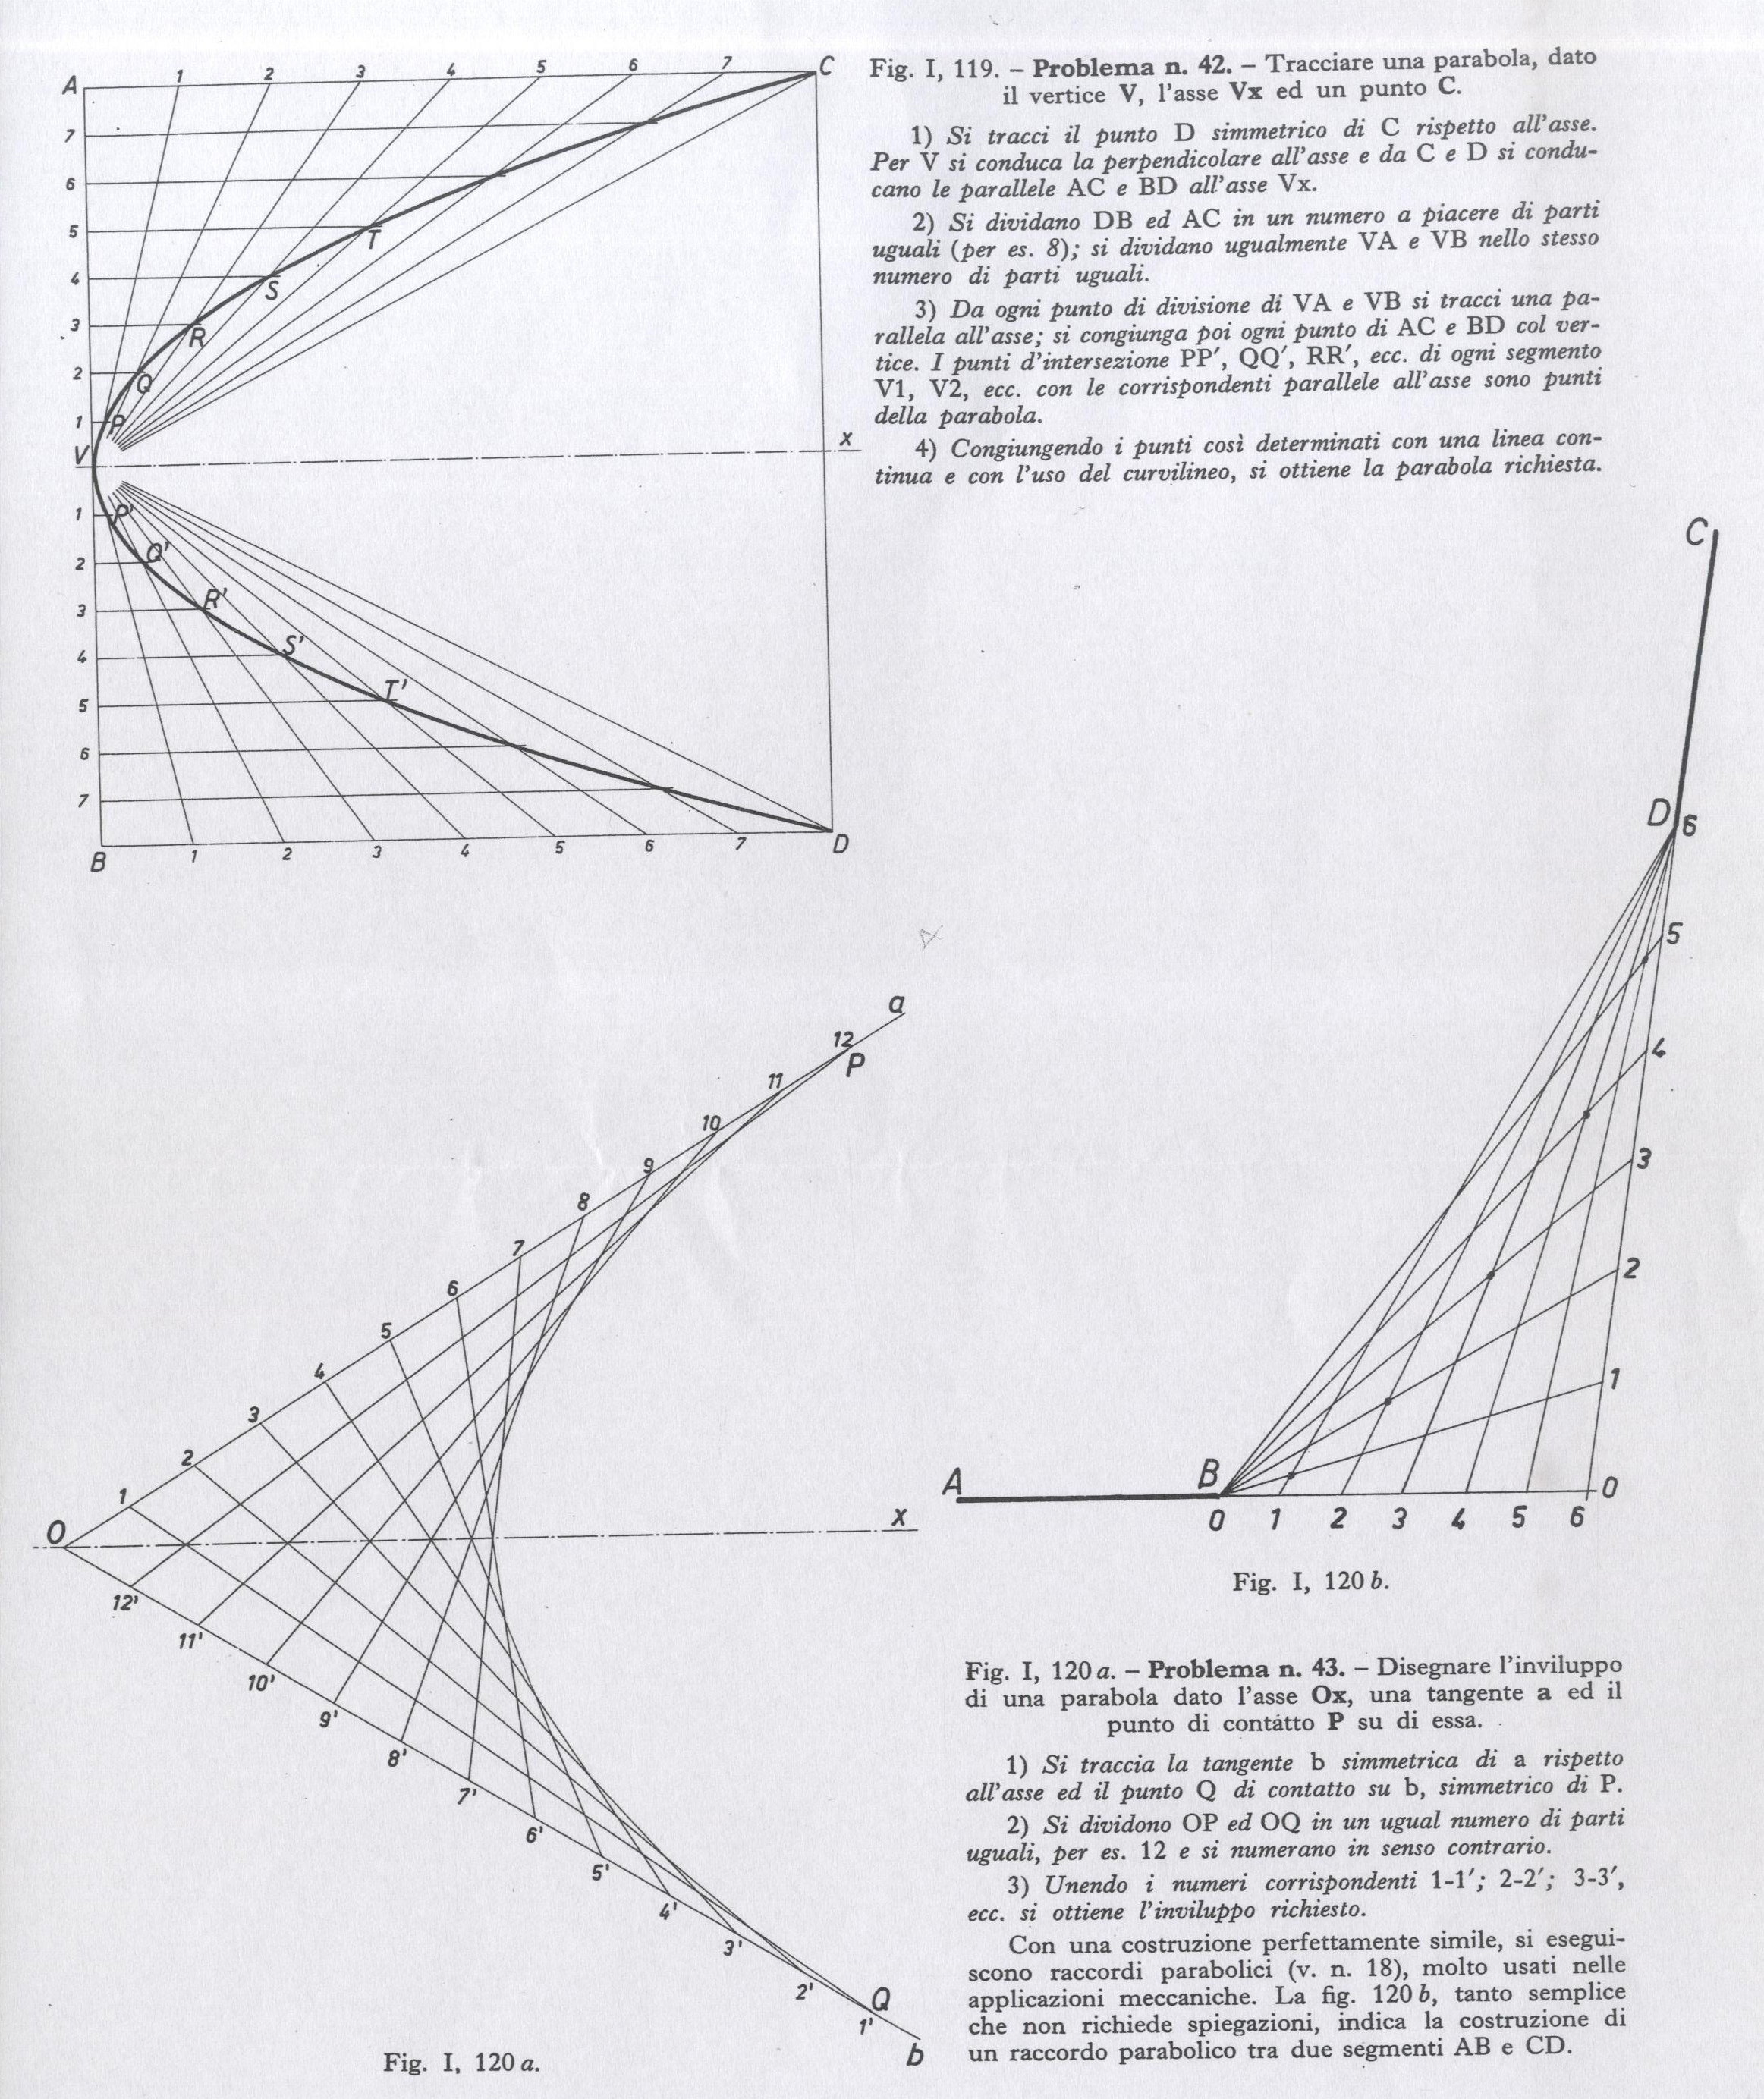 A
1
2
3
4
5
6
7
C
7
6
5
4
3
2
1
V
T
S
R
Q
P
x
1
2
3
4
5
6
7
P'
Q'
R'
S'
T'
B
1
2
3
4
5
6
7
D
Fig. I, 119. – Problema n. 42. – Tracciare una parabola, dato
il vertice V, l'asse Vx ed un punto C.
1) Si tracci il punto D simmetrico di C rispetto all'asse.
Per V si conduca la perpendicolare all'asse e da C e D si condu-
cano le parallele AC e BD all'asse Vx.
2) Si dividano DB ed AC in un numero a piacere di parti
uguali (per es. 8); si dividano ugualmente VA e VB nello stesso
numero di parti uguali.
3) Da ogni punto di divisione di VA e VB si tracci una pa-
rallela all'asse; si congiunga poi ogni punto di AC e BD col ver-
tice. I punti d'intersezione PP', QQ', RR', ecc. di ogni segmento
V1, V2, ecc. con le corrispondenti parallele all'asse sono punti
della parabola.
4) Congiungendo i punti così determinati con una linea con-
tinua e con l'uso del curvilineo, si ottiene la parabola richiesta.
C
D
6
5
4
3
2
1
0
A
B
0 1 2 3 4 5 6
Fig. I, 120 b.
a
12
P
11
10
9
8
7
6
5
4
3
2
1
O
x
12'
11'
10'
9'
8'
7'
6'
5'
4'
3'
2'
1'
Q
b
Fig. I, 120 a.
Fig. I, 120 a. – Problema n. 43. – Disegnare l'inviluppo
di una parabola dato l'asse Ox, una tangente a ed il
punto di contatto P su di essa.
1) Si traccia la tangente b simmetrica di a rispetto
all'asse ed il punto Q di contatto su b, simmetrico di P.
2) Si dividono OP ed OQ in un ugual numero di parti
uguali, per es. 12 e si numerano in senso contrario.
3) Unendo i numeri corrispondenti 1-1'; 2-2'; 3-3',
ecc. si ottiene l'inviluppo richiesto.
Con una costruzione perfettamente simile, si esegui-
scono raccordi parabolici (v. n. 18), molto usati nelle
applicazioni meccaniche. La fig. 120 b, tanto semplice
che non richiede spiegazioni, indica la costruzione di
un raccordo parabolico tra due segmenti AB e CD.